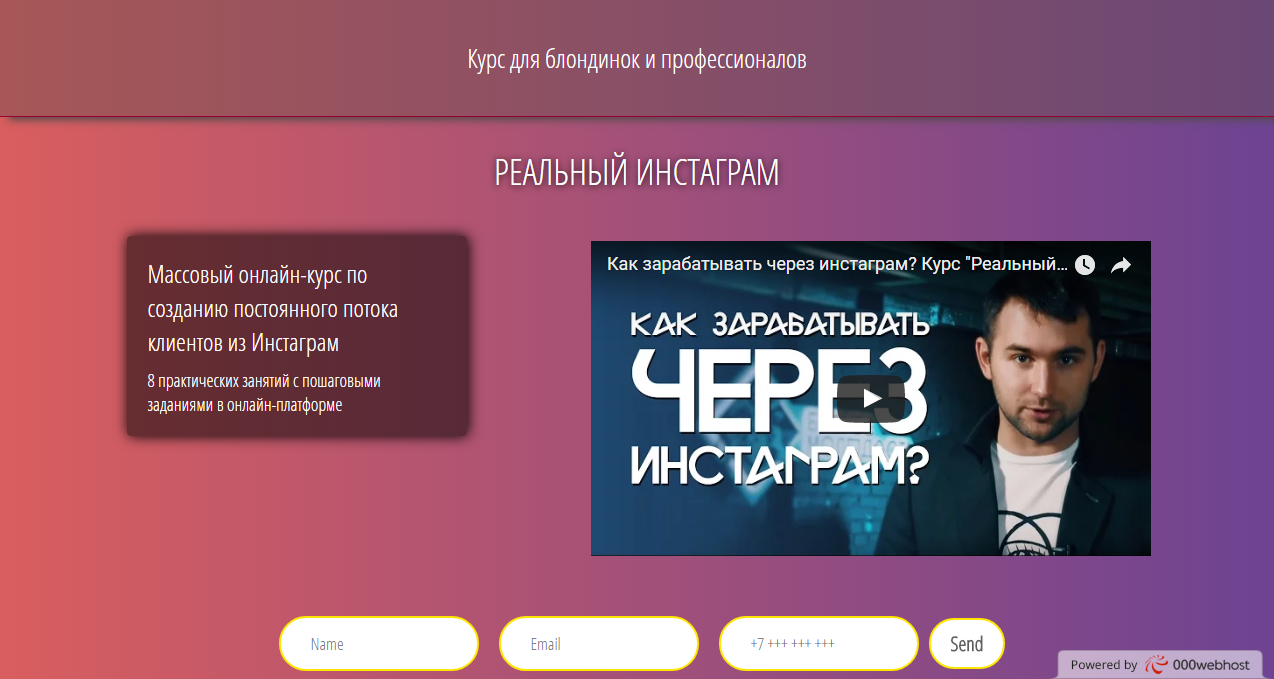 Курс для блондинок и профессионалов
РЕАЛЬНЫЙ ИНСТАГРАМ
Массовый онлайн-курс по
созданию постоянного потока
клиентов из Инстаграм
8 практических занятий с пошаговыми
заданиями в онлайн-платформе
Как зарабатывать через инстаграм? Курс "Реальный...
КАК ЗАРАБАТЫВАТЬ
ЧЕРЕЗ
ИНСТАГРАМ?
Name
Email
+7 +++ +++ +++
Send
Powered by 000webhost